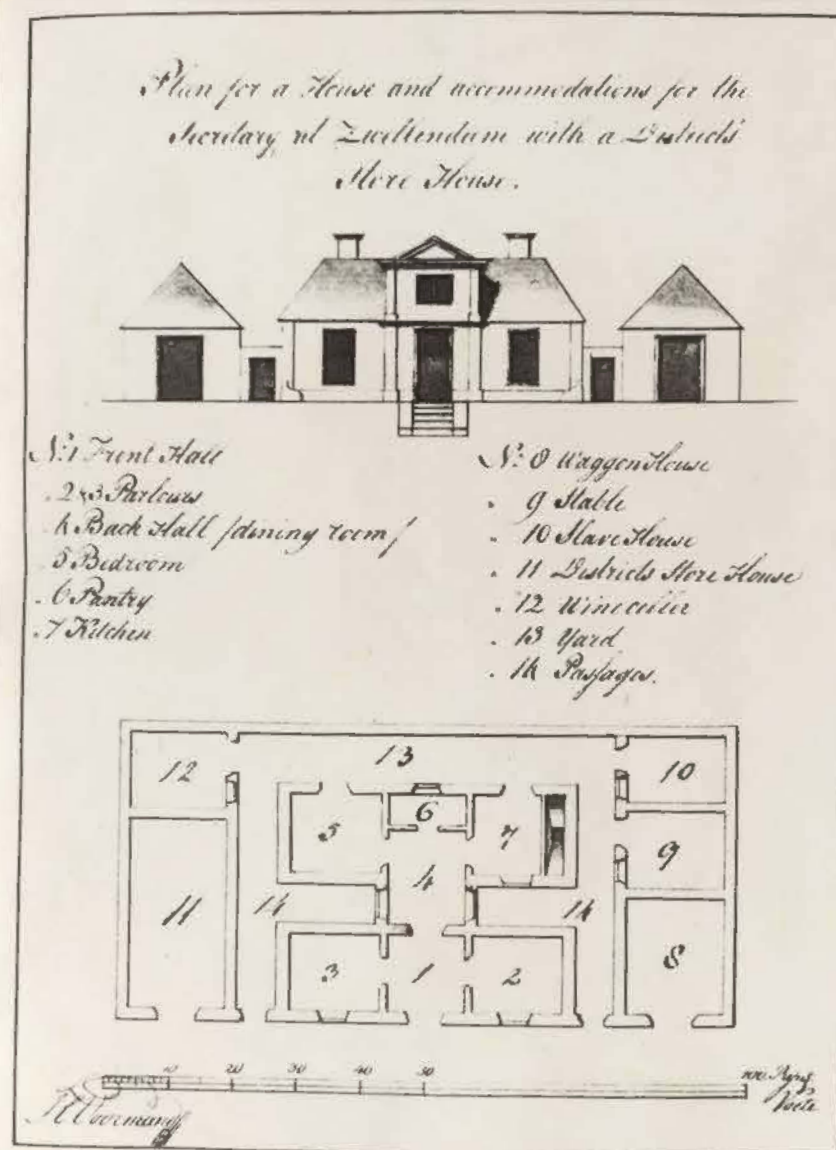 Plan for a House and accommodations for the
Secretary at Zwellendam with a Districts
Store House.
No: 1 Front Hall
" 2 & 3 Parlours
" 4 Back Hall /dining room/
" 5 Bedroom
" 6 Pantry
" 7 Kitchen
No: 8 Waggon House
" 9 Stable
" 10 Slave House
" 11 Districts Store House
" 12 Wine celler
" 13 Yard
" 14 Passages.
12 13 10
5 6 7 9
4
11 14 14
3 1 2 8
10 20 30 40 50 100 Rynl
Voete